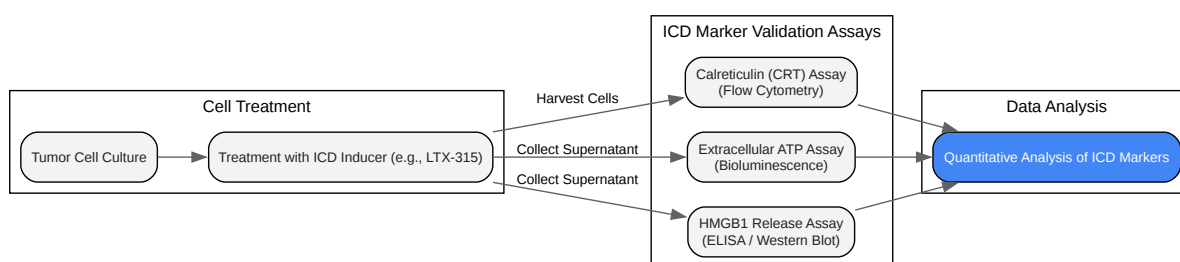 Cell Treatment
Tumor Cell Culture
Treatment with ICD Inducer (e.g., LTX-315)
Harvest Cells
Collect Supernatant
Collect Supernatant
ICD Marker Validation Assays
Calreticulin (CRT) Assay
(Flow Cytometry)
Extracellular ATP Assay
(Bioluminescence)
HMGB1 Release Assay
(ELISA / Western Blot)
Data Analysis
Quantitative Analysis of ICD Markers